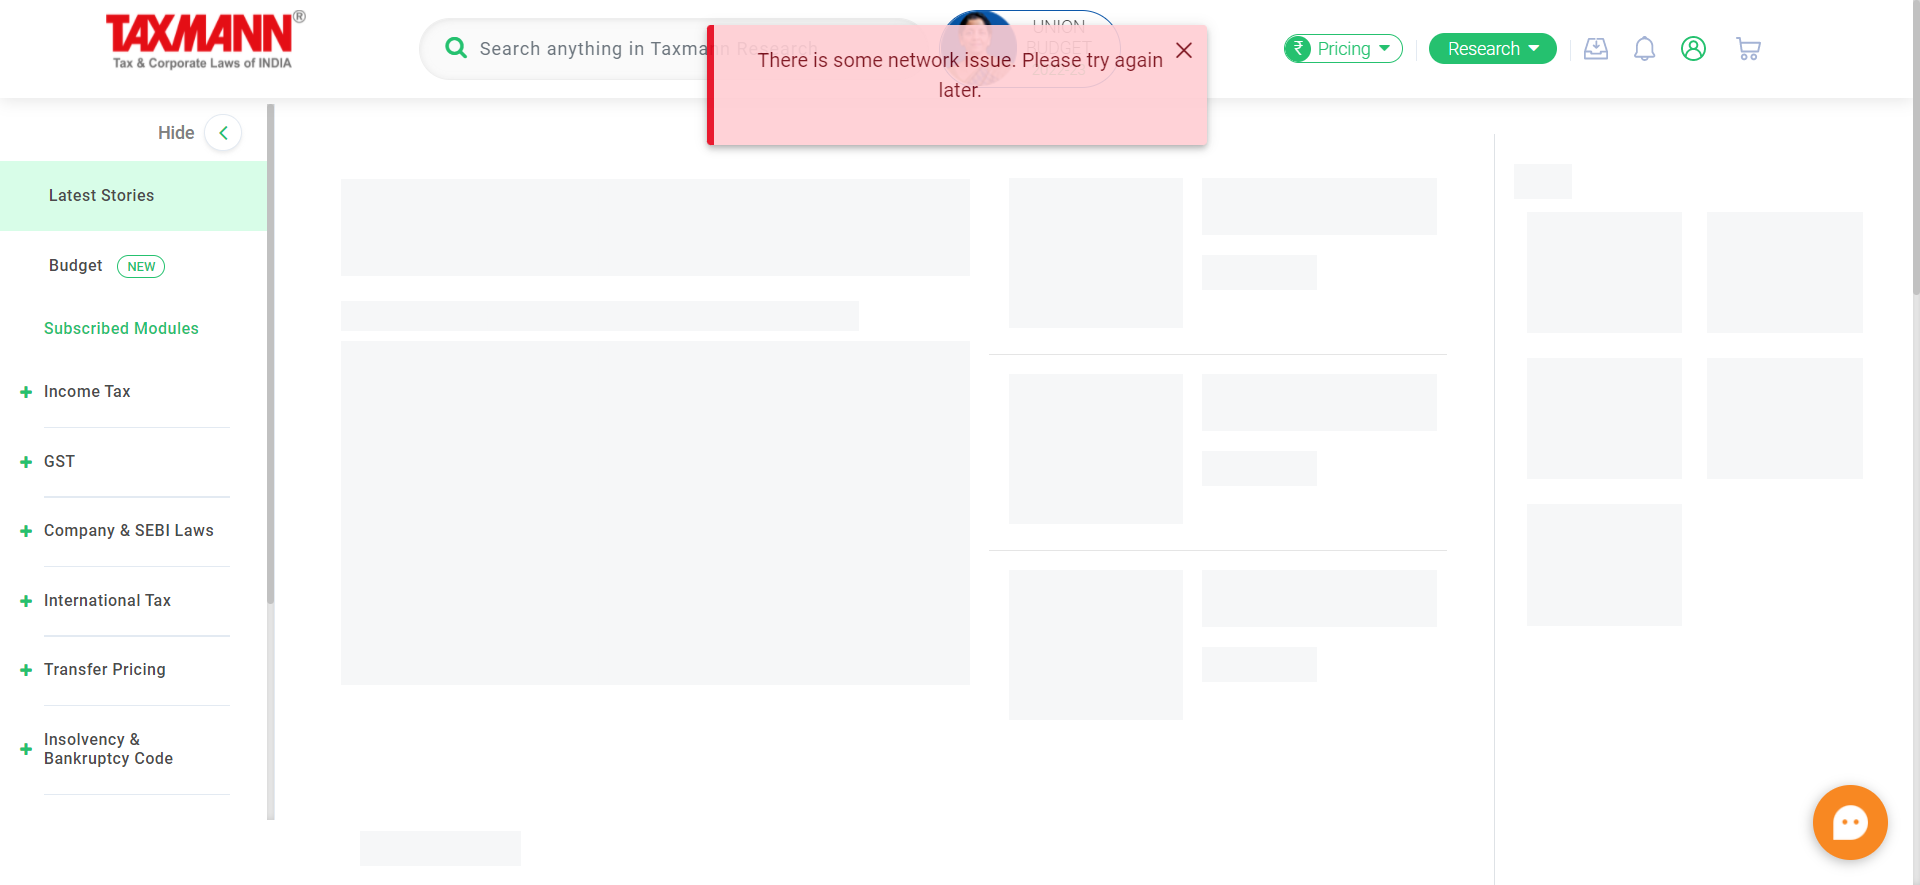 TAXMANN®
Tax & Corporate Laws of INDIA
Search anything in Taxmann Research
UNION
BUDGET
2022-23
There is some network issue. Please try again
later.
₹ Pricing
Research
Hide
Latest Stories
Budget NEW
Subscribed Modules
Income Tax
GST
Company & SEBI Laws
International Tax
Transfer Pricing
Insolvency &
Bankruptcy Code